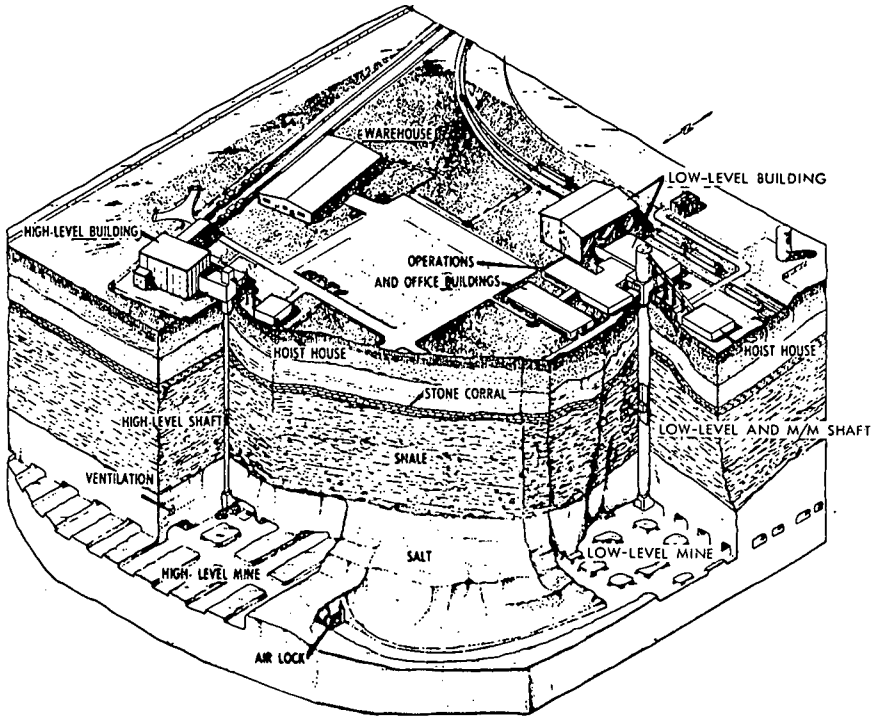 WAREHOUSE
LOW-LEVEL BUILDING
HIGH-LEVEL BUILDING
OPERATIONS
AND OFFICE BUILDINGS
HOIST HOUSE
HOIST HOUSE
STONE CORRAL
HIGH-LEVEL SHAFT
LOW-LEVEL AND M/M SHAFT
SHALE
VENTILATION
SALT
LOW-LEVEL MINE
HIGH-LEVEL MINE
AIR LOCK